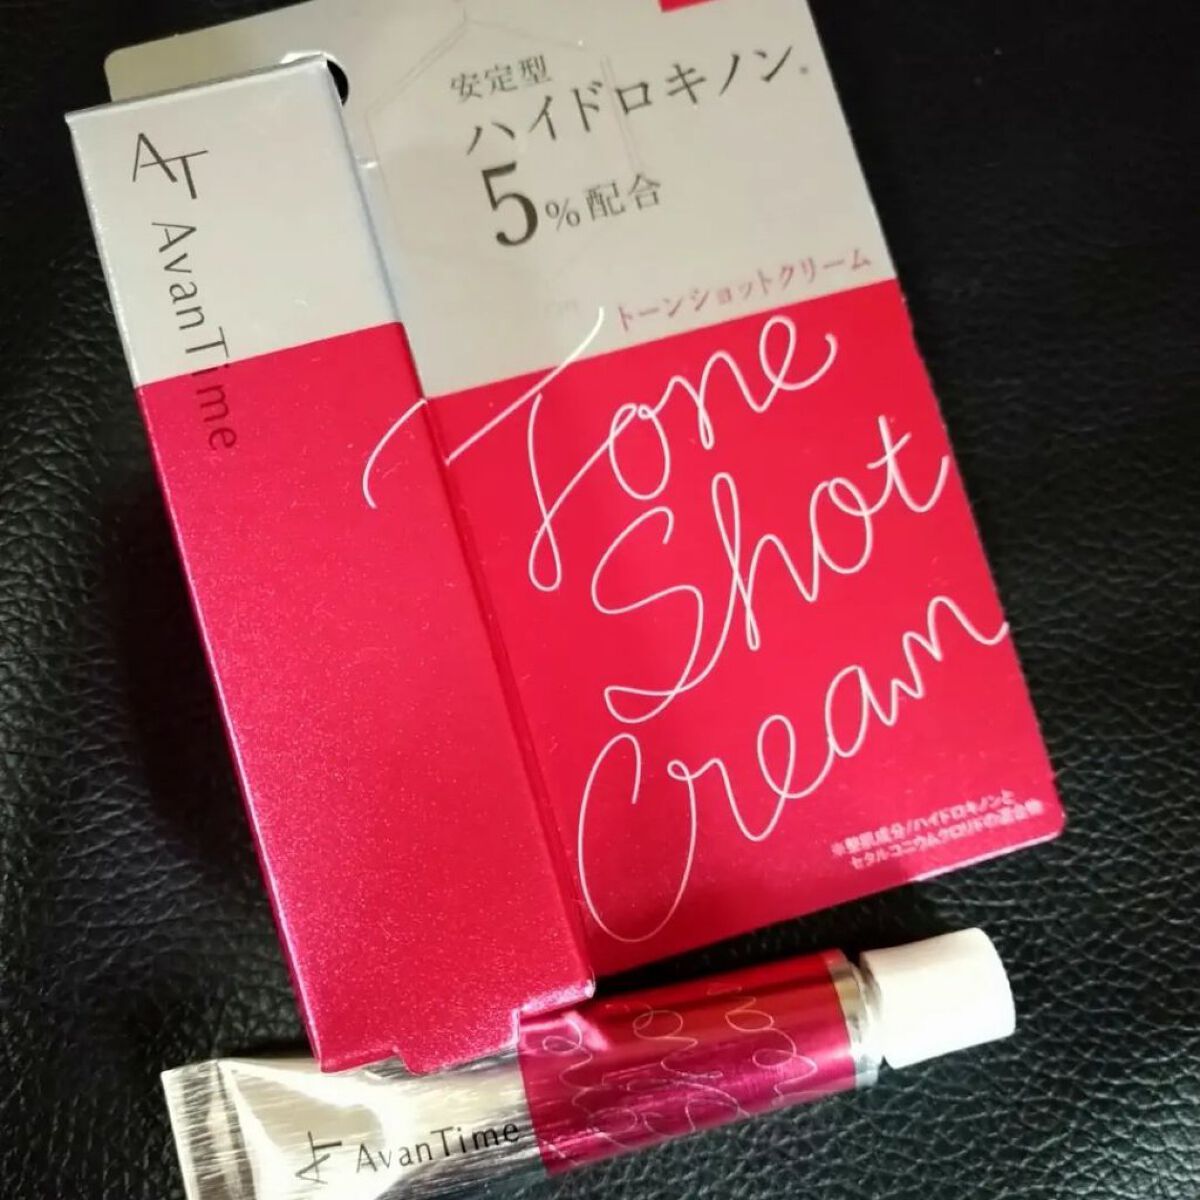 AT
AvanTime
安定型
ハイドロキノン※
5%配合
トーンショットクリーム
Tone
Shot
Cream
※整肌成分/ハイドロキノンと
セタルコニウムクロリドの混合物
AvanTime